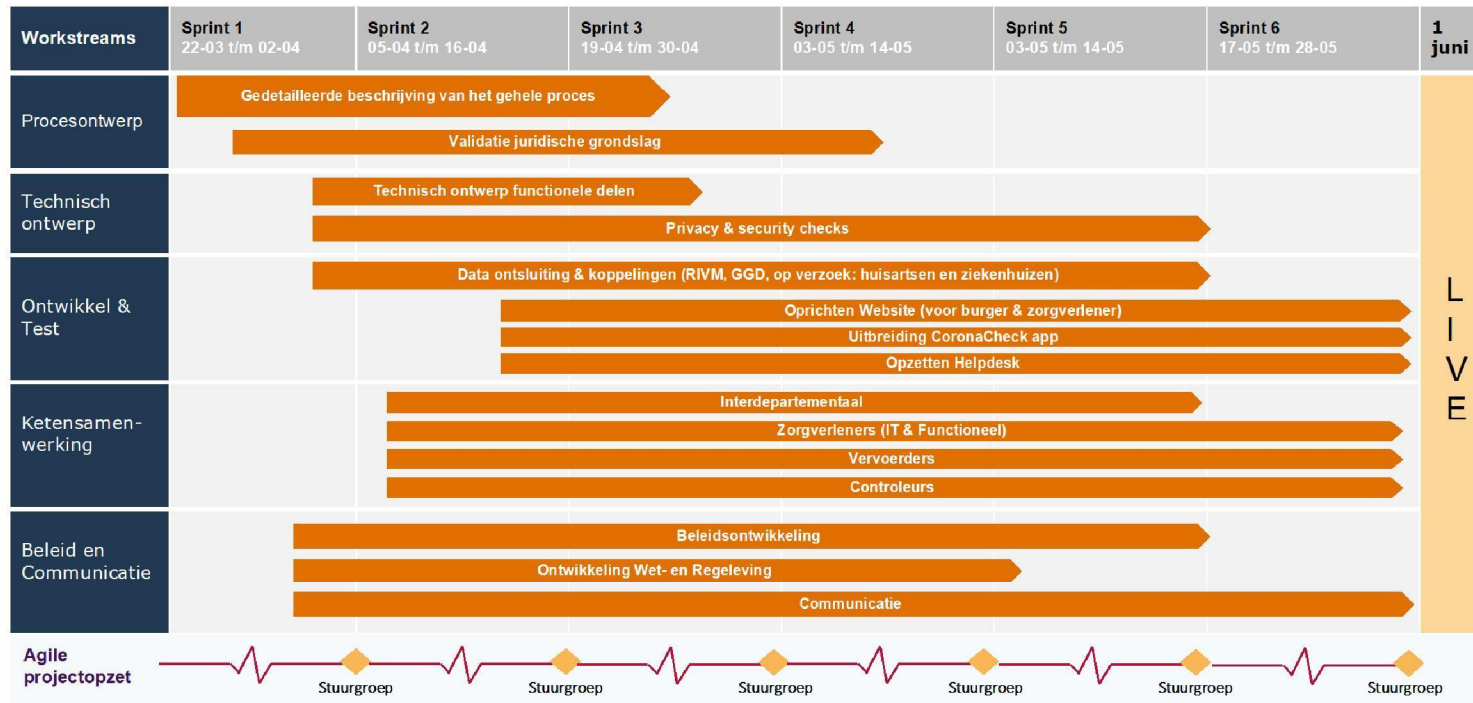 Workstreams
Sprint 1
22-03 t/m 02-04
Sprint 2
05-04 t/m 16-04
Sprint 3
19-04 t/m 30-04
Sprint 4
03-05 t/m 14-05
Sprint 5
03-05 t/m 14-05
Sprint 6
17-05 t/m 28-05
1
juni
Procesontwerp
Gedetailleerde beschrijving van het gehele proces
Validatie juridische grondslag
Technisch
ontwerp
Technisch ontwerp functionele delen
Privacy & security checks
Ontwikkel &
Test
Data ontsluiting & koppelingen (RIVM, GGD, op verzoek: huisartsen en ziekenhuizen)
Oprichten Website (voor burger & zorgverlener)
Uitbreiding CoronaCheck app
Opzetten Helpdesk
Ketensamen-
werking
Interdepartementaal
Zorgverleners (IT & Functioneel)
Vervoerders
Controleurs
Beleid en
Communicatie
Beleidsontwikkeling
Ontwikkeling Wet- en Regeleving
Communicatie
L
I
V
E
Agile
projectopzet
Stuurgroep
Stuurgroep
Stuurgroep
Stuurgroep
Stuurgroep
Stuurgroep